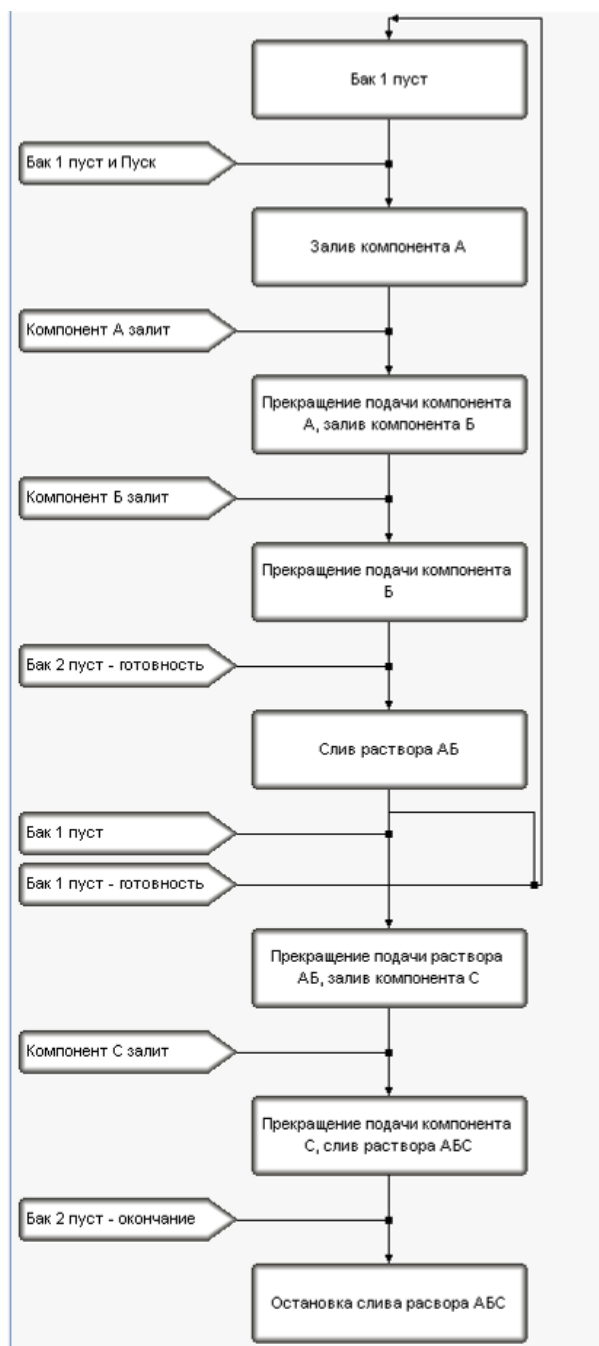 Бак 1 пуст
Бак 1 пуст и Пуск
Залив компонента А
Компонент А залит
Прекращение подачи компонента
А, залив компонента Б
Компонент Б залит
Прекращение подачи компонента
Б
Бак 2 пуст - готовность
Слив раствора АБ
Бак 1 пуст
Бак 1 пуст - готовность
Прекращение подачи раствора
АБ, залив компонента С
Компонент С залит
Прекращение подачи компонента
С, слив раствора АБС
Бак 2 пуст - окончание
Остановка слива расвора АБС